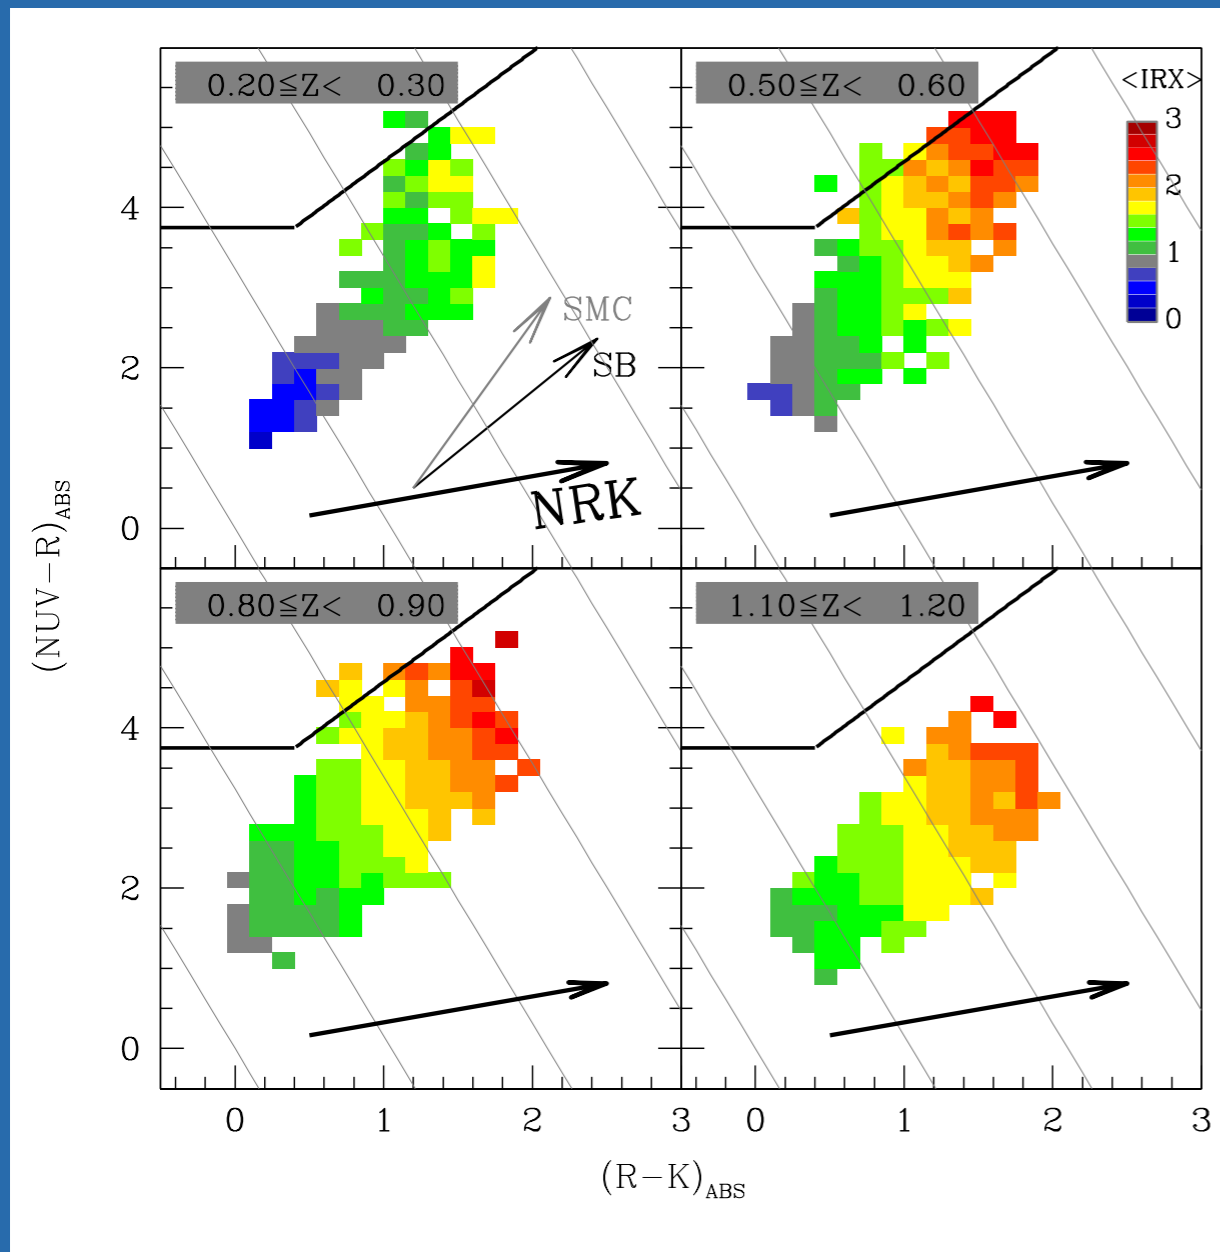 0.20≦Z< 0.30
0.50≦Z< 0.60
<IRX>
3
2
1
0
SMC
SB
NRK
4
2
0
0.80≦Z< 0.90
1.10≦Z< 1.20
4
2
0
0 1 2 3 0 1 2 3
(NUV−R)ABS
(R−K)ABS